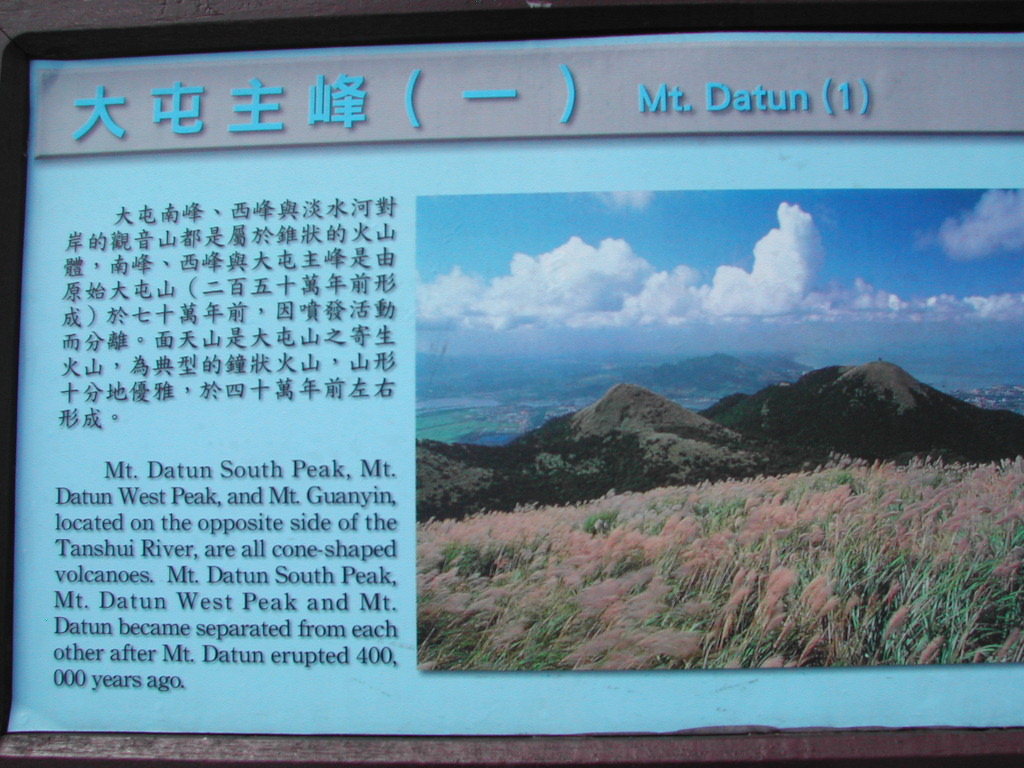 大屯主峰（一） Mt. Datun (1)
大屯南峰、西峰與淡水河對
岸的觀音山都是屬於錐狀的火山
體，南峰、西峰與大屯主峰是由
原始大屯山（二百五十萬年前形
成）於七十萬年前，因噴發活動
而分離。面天山是大屯山之寄生
火山，為典型的鐘狀火山，山形
十分地優雅，於四十萬年前左右
形成。
Mt. Datun South Peak, Mt.
Datun West Peak, and Mt. Guanyin,
located on the opposite side of the
Tanshui River, are all cone-shaped
volcanoes. Mt. Datun South Peak,
Mt. Datun West Peak and Mt.
Datun became separated from each
other after Mt. Datun erupted 400,
000 years ago.